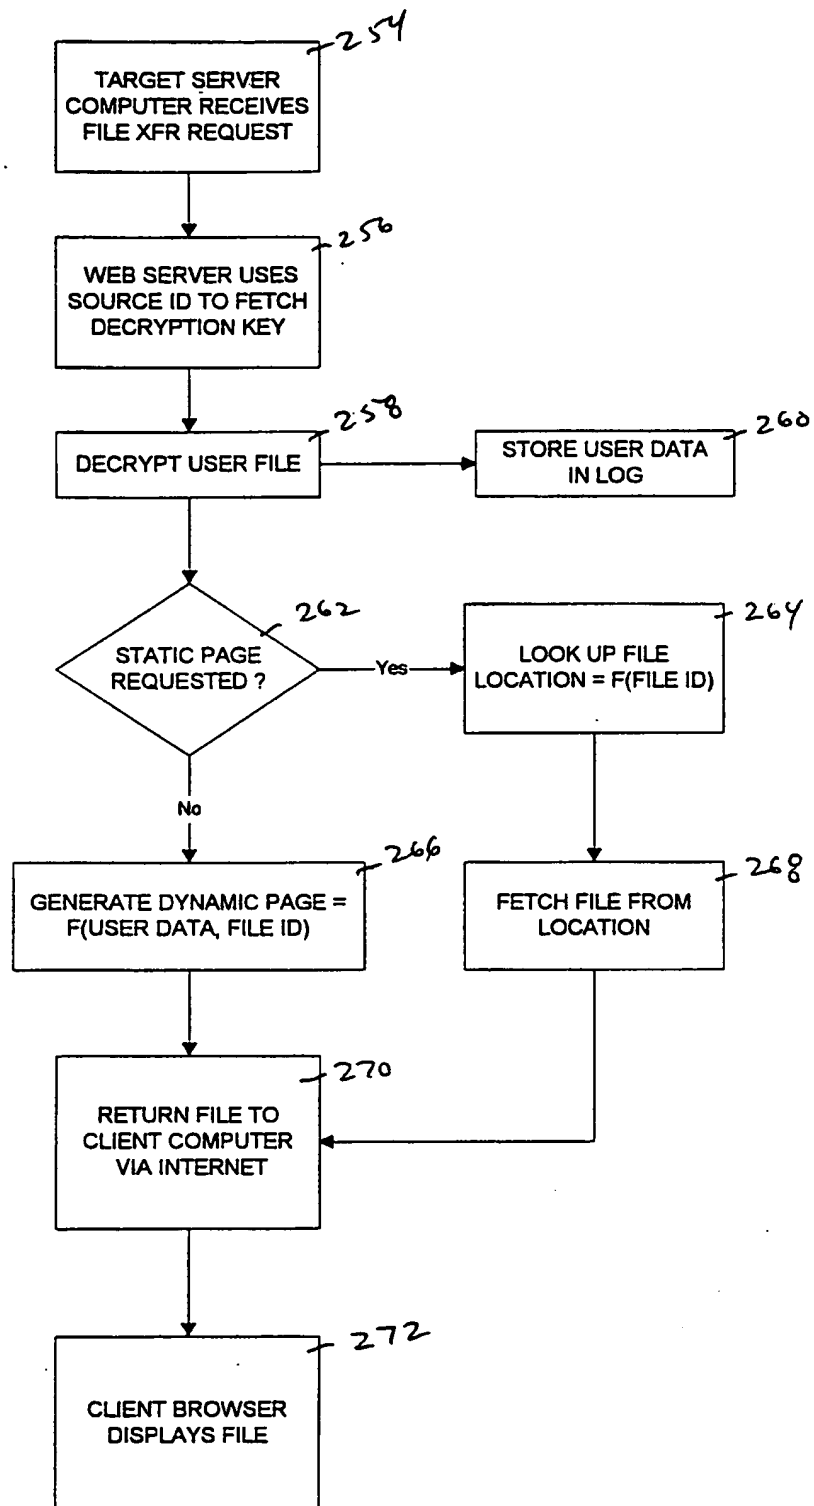 254
TARGET SERVER
COMPUTER RECEIVES
FILE XFR REQUEST
256
WEB SERVER USES
SOURCE ID TO FETCH
DECRYPTION KEY
258
DECRYPT USER FILE
260
STORE USER DATA
IN LOG
262
STATIC PAGE
REQUESTED ?
Yes
264
LOOK UP FILE
LOCATION = F(FILE ID)
No
266
GENERATE DYNAMIC PAGE =
F(USER DATA, FILE ID)
268
FETCH FILE FROM
LOCATION
270
RETURN FILE TO
CLIENT COMPUTER
VIA INTERNET
272
CLIENT BROWSER
DISPLAYS FILE